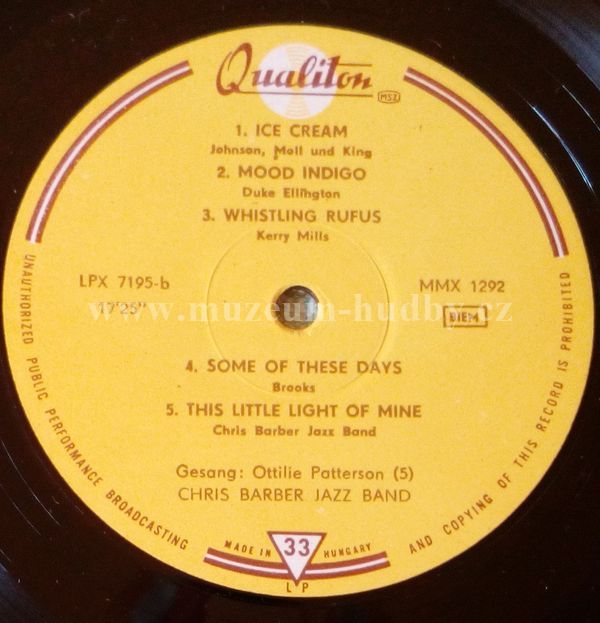 Qualiton
MSZ
1. ICE CREAM
Johnson, Moll und King
2. MOOD INDIGO
Duke Ellington
3. WHISTLING RUFUS
Kerry Mills
LPX 7195-b
17'25"
MMX 1292
BIEM
www.muzeum-hudby.cz
4. SOME OF THESE DAYS
Brooks
5. THIS LITTLE LIGHT OF MINE
Chris Barber Jazz Band
Gesang: Ottilie Patterson (5)
CHRIS BARBER JAZZ BAND
UNAUTHORIZED PUBLIC PERFORMANCE BROADCASTING AND COPYING OF THIS RECORD IS PROHIBITED
MADE IN HUNGARY
33
LP